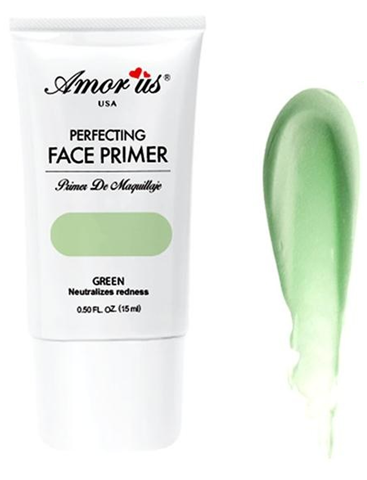 Amor us®
USA
PERFECTING
FACE PRIMER
Primer De Maquillaje
GREEN
Neutralizes redness
0.50 FL. OZ. (15 ml)